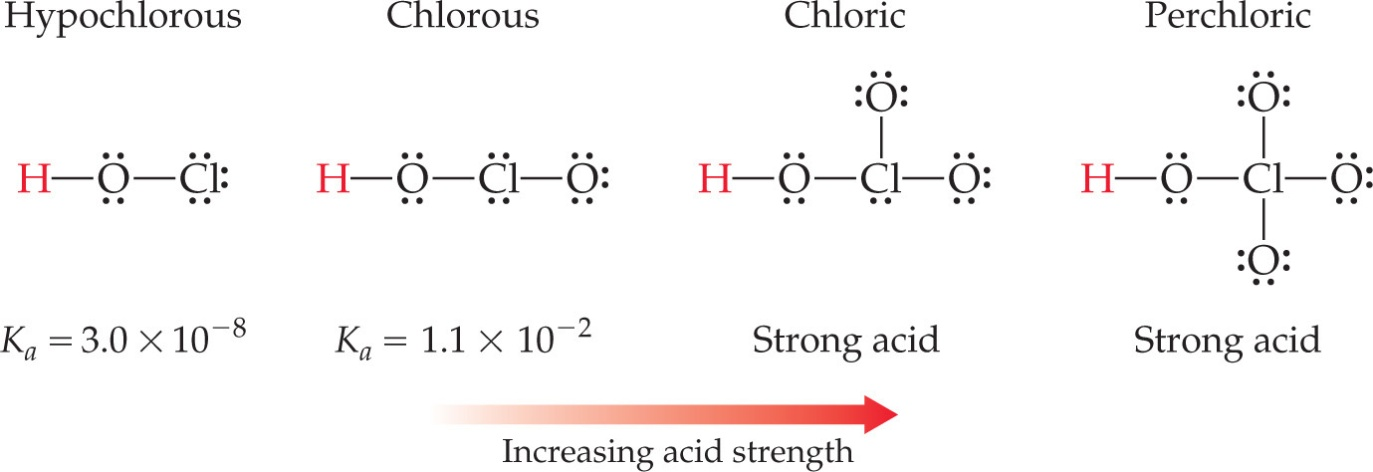 Hypochlorous Chlorous Chloric Perchloric
:Ö: :Ö:
H—Ö—Cl: H—Ö—Cl—Ö: H—Ö—Cl—Ö: H—Ö—Cl—Ö:
:O:
Kₐ = 3.0 × 10⁻⁸ Kₐ = 1.1 × 10⁻² Strong acid Strong acid
Increasing acid strength